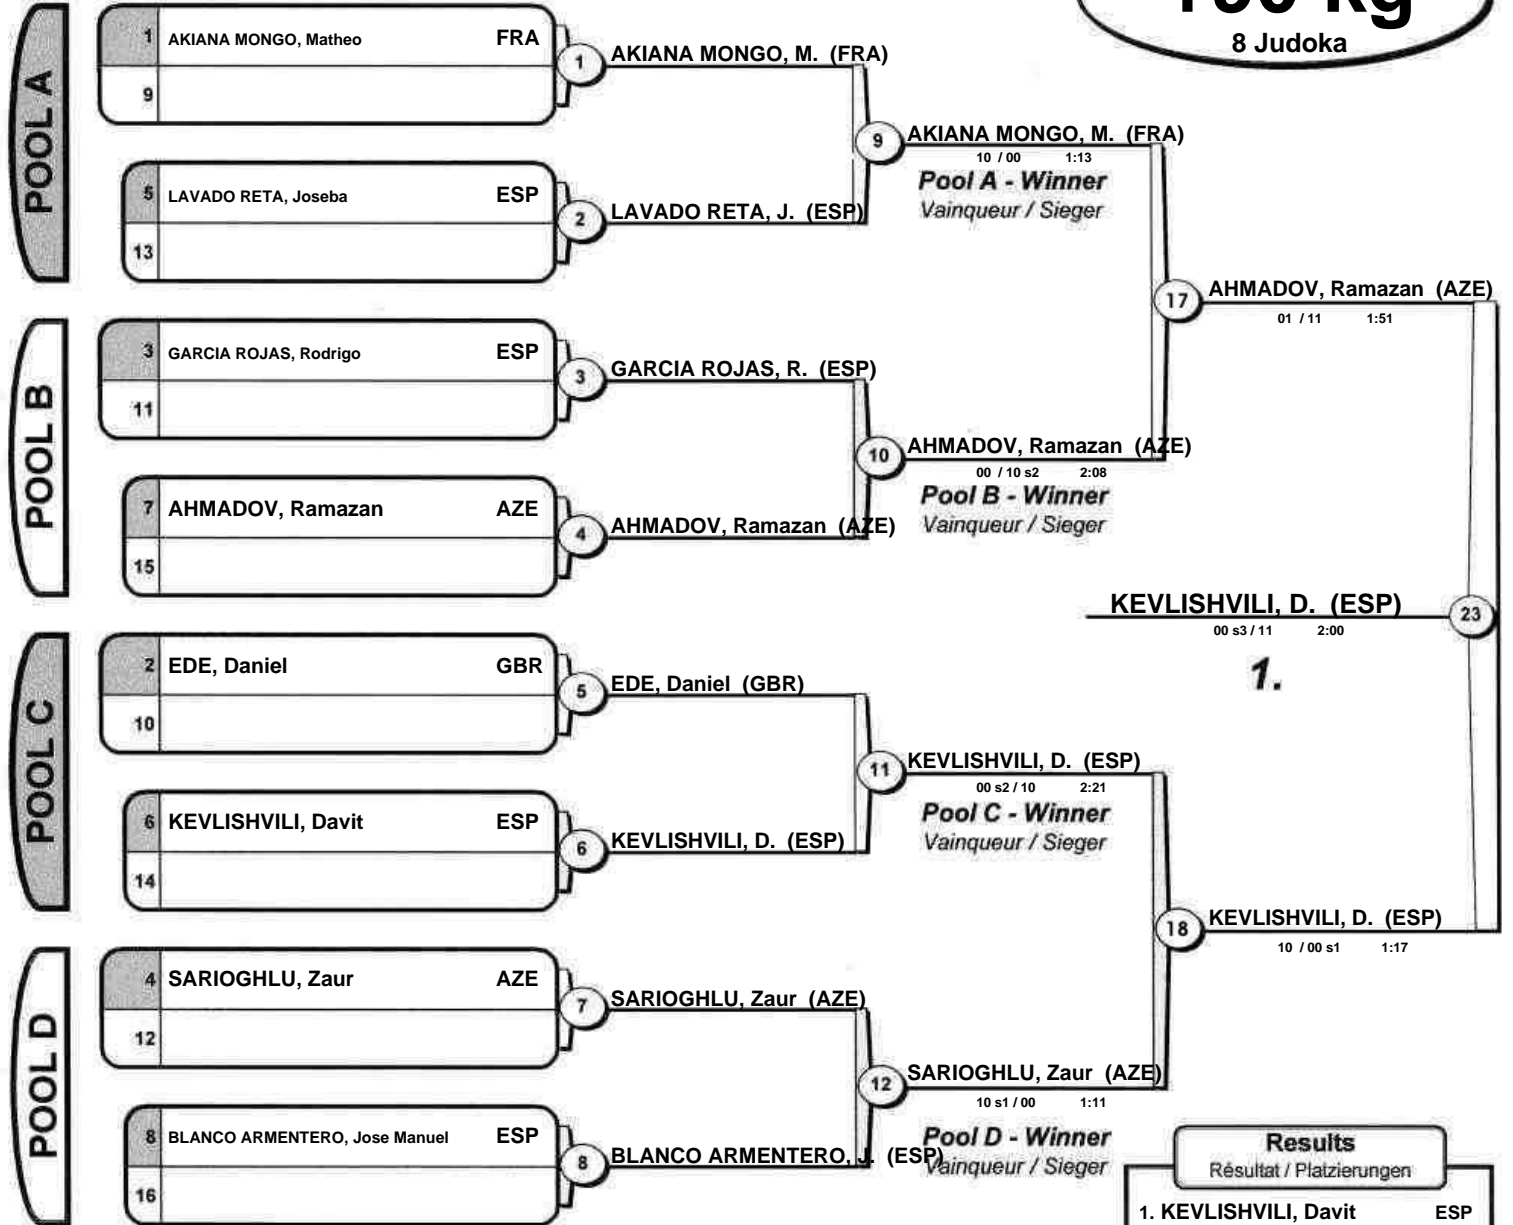 8 Judoka
POOL A
1 AKIANA MONGO, Matheo FRA
9
1 AKIANA MONGO, M. (FRA)
5 LAVADO RETA, Joseba ESP
13
2 LAVADO RETA, J. (ESP)
9 AKIANA MONGO, M. (FRA)
10 / 00 1:13
Pool A - Winner
Vainqueur / Sieger
POOL B
3 GARCIA ROJAS, Rodrigo ESP
11
3 GARCIA ROJAS, R. (ESP)
7 AHMADOV, Ramazan AZE
15
4 AHMADOV, Ramazan (AZE)
10 AHMADOV, Ramazan (AZE)
00 / 10 s2 2:08
Pool B - Winner
Vainqueur / Sieger
17 AHMADOV, Ramazan (AZE)
01 / 11 1:51
KEVLISHVILI, D. (ESP) 23
00 s3 / 11 2:00
1.
POOL C
2 EDE, Daniel GBR
10
5 EDE, Daniel (GBR)
6 KEVLISHVILI, Davit ESP
14
6 KEVLISHVILI, D. (ESP)
11 KEVLISHVILI, D. (ESP)
00 s2 / 10 2:21
Pool C - Winner
Vainqueur / Sieger
18 KEVLISHVILI, D. (ESP)
10 / 00 s1 1:17
POOL D
4 SARIOGHLU, Zaur AZE
12
7 SARIOGHLU, Zaur (AZE)
8 BLANCO ARMENTERO, Jose Manuel ESP
16
8 BLANCO ARMENTERO, J. (ESP)
12 SARIOGHLU, Zaur (AZE)
10 s1 / 00 1:11
Pool D - Winner
Vainqueur / Sieger
Results
Résultat / Platzierungen
1. KEVLISHVILI, Davit ESP